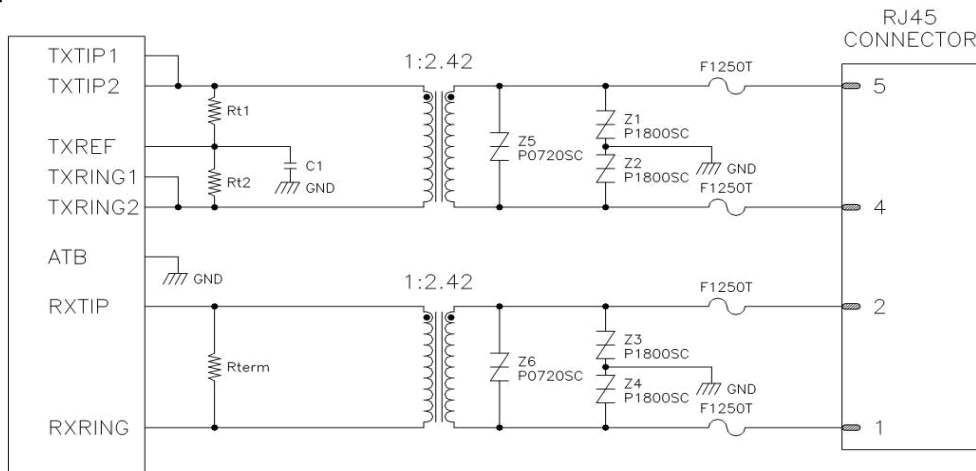 RJ45
CONNECTOR
TXTIP1
1:2.42
F1250T
TXTIP2
5
Rt1
Z1
P1800SC
Z5
P0720SC
TXREF
C1
GND
GND
Z2
P1800SC
TXRING1
Rt2
F1250T
TXRING2
4
ATB
GND
1:2.42
F1250T
RXTIP
2
Z3
P1800SC
Rterm
Z6
P0720SC
GND
Z4
P1800SC
F1250T
RXRING
1